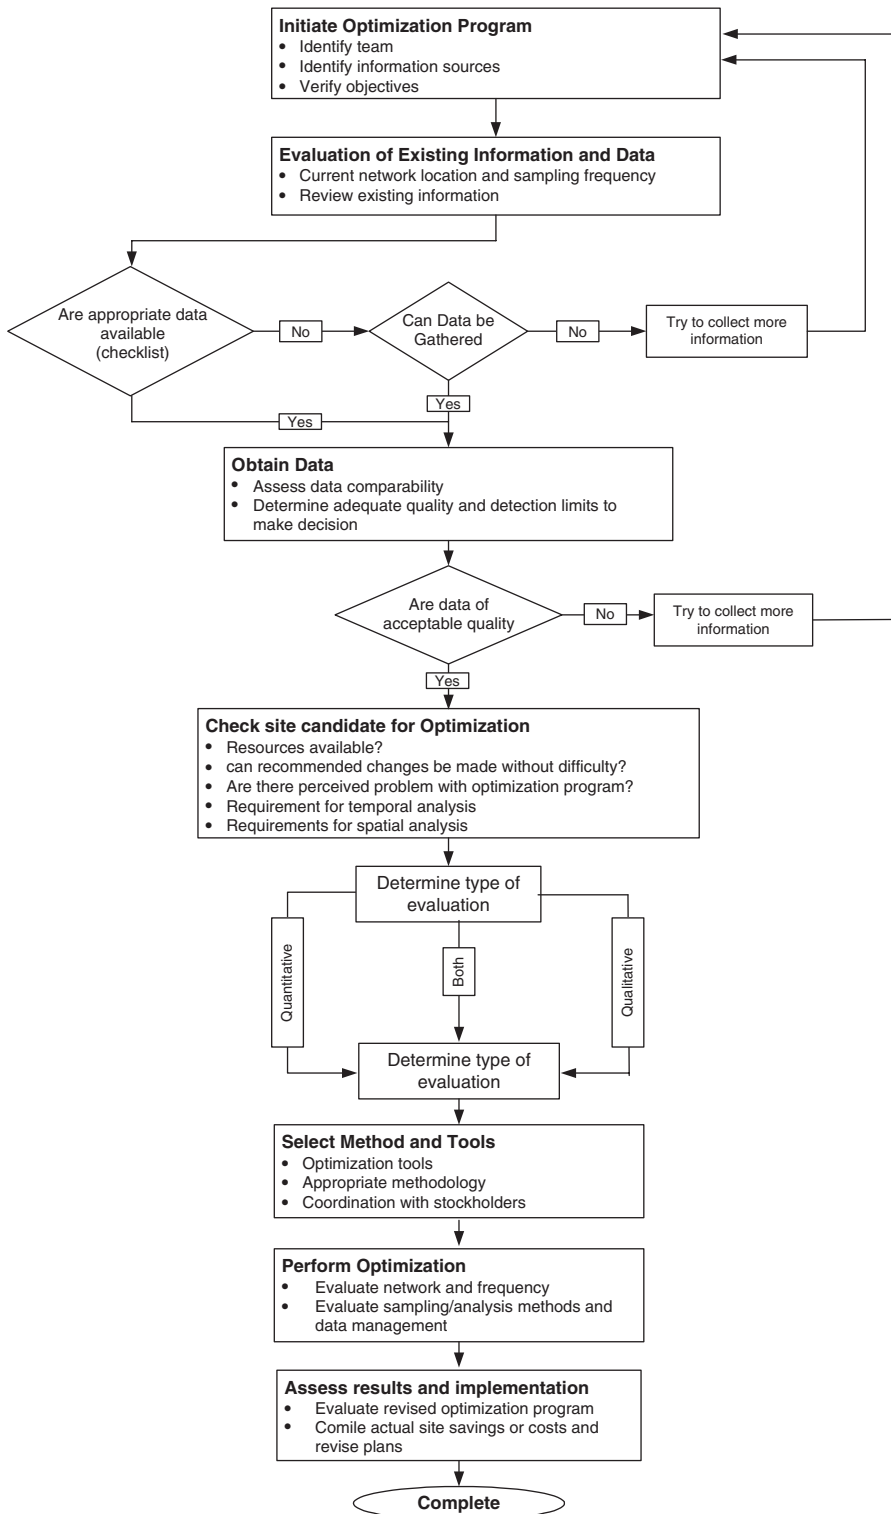 Initiate Optimization Program
• Identify team
• Identify information sources
• Verify objectives
Evaluation of Existing Information and Data
• Current network location and sampling frequency
• Review existing information
Are appropriate data
available
(checklist)
No
Can Data be
Gathered
No
Try to collect more
information
Yes
Yes
Obtain Data
• Assess data comparability
• Determine adequate quality and detection limits to
make decision
Are data of
acceptable quality
No
Try to collect more
information
Yes
Check site candidate for Optimization
• Resources available?
• can recommended changes be made without difficulty?
• Are there perceived problem with optimization program?
• Requirement for temporal analysis
• Requirements for spatial analysis
Determine type of
evaluation
Quantitative
Both
Qualitative
Determine type of
evaluation
Select Method and Tools
• Optimization tools
• Appropriate methodology
• Coordination with stockholders
Perform Optimization
• Evaluate network and frequency
• Evaluate sampling/analysis methods and
data management
Assess results and implementation
• Evaluate revised optimization program
• Comile actual site savings or costs and
revise plans
Complete